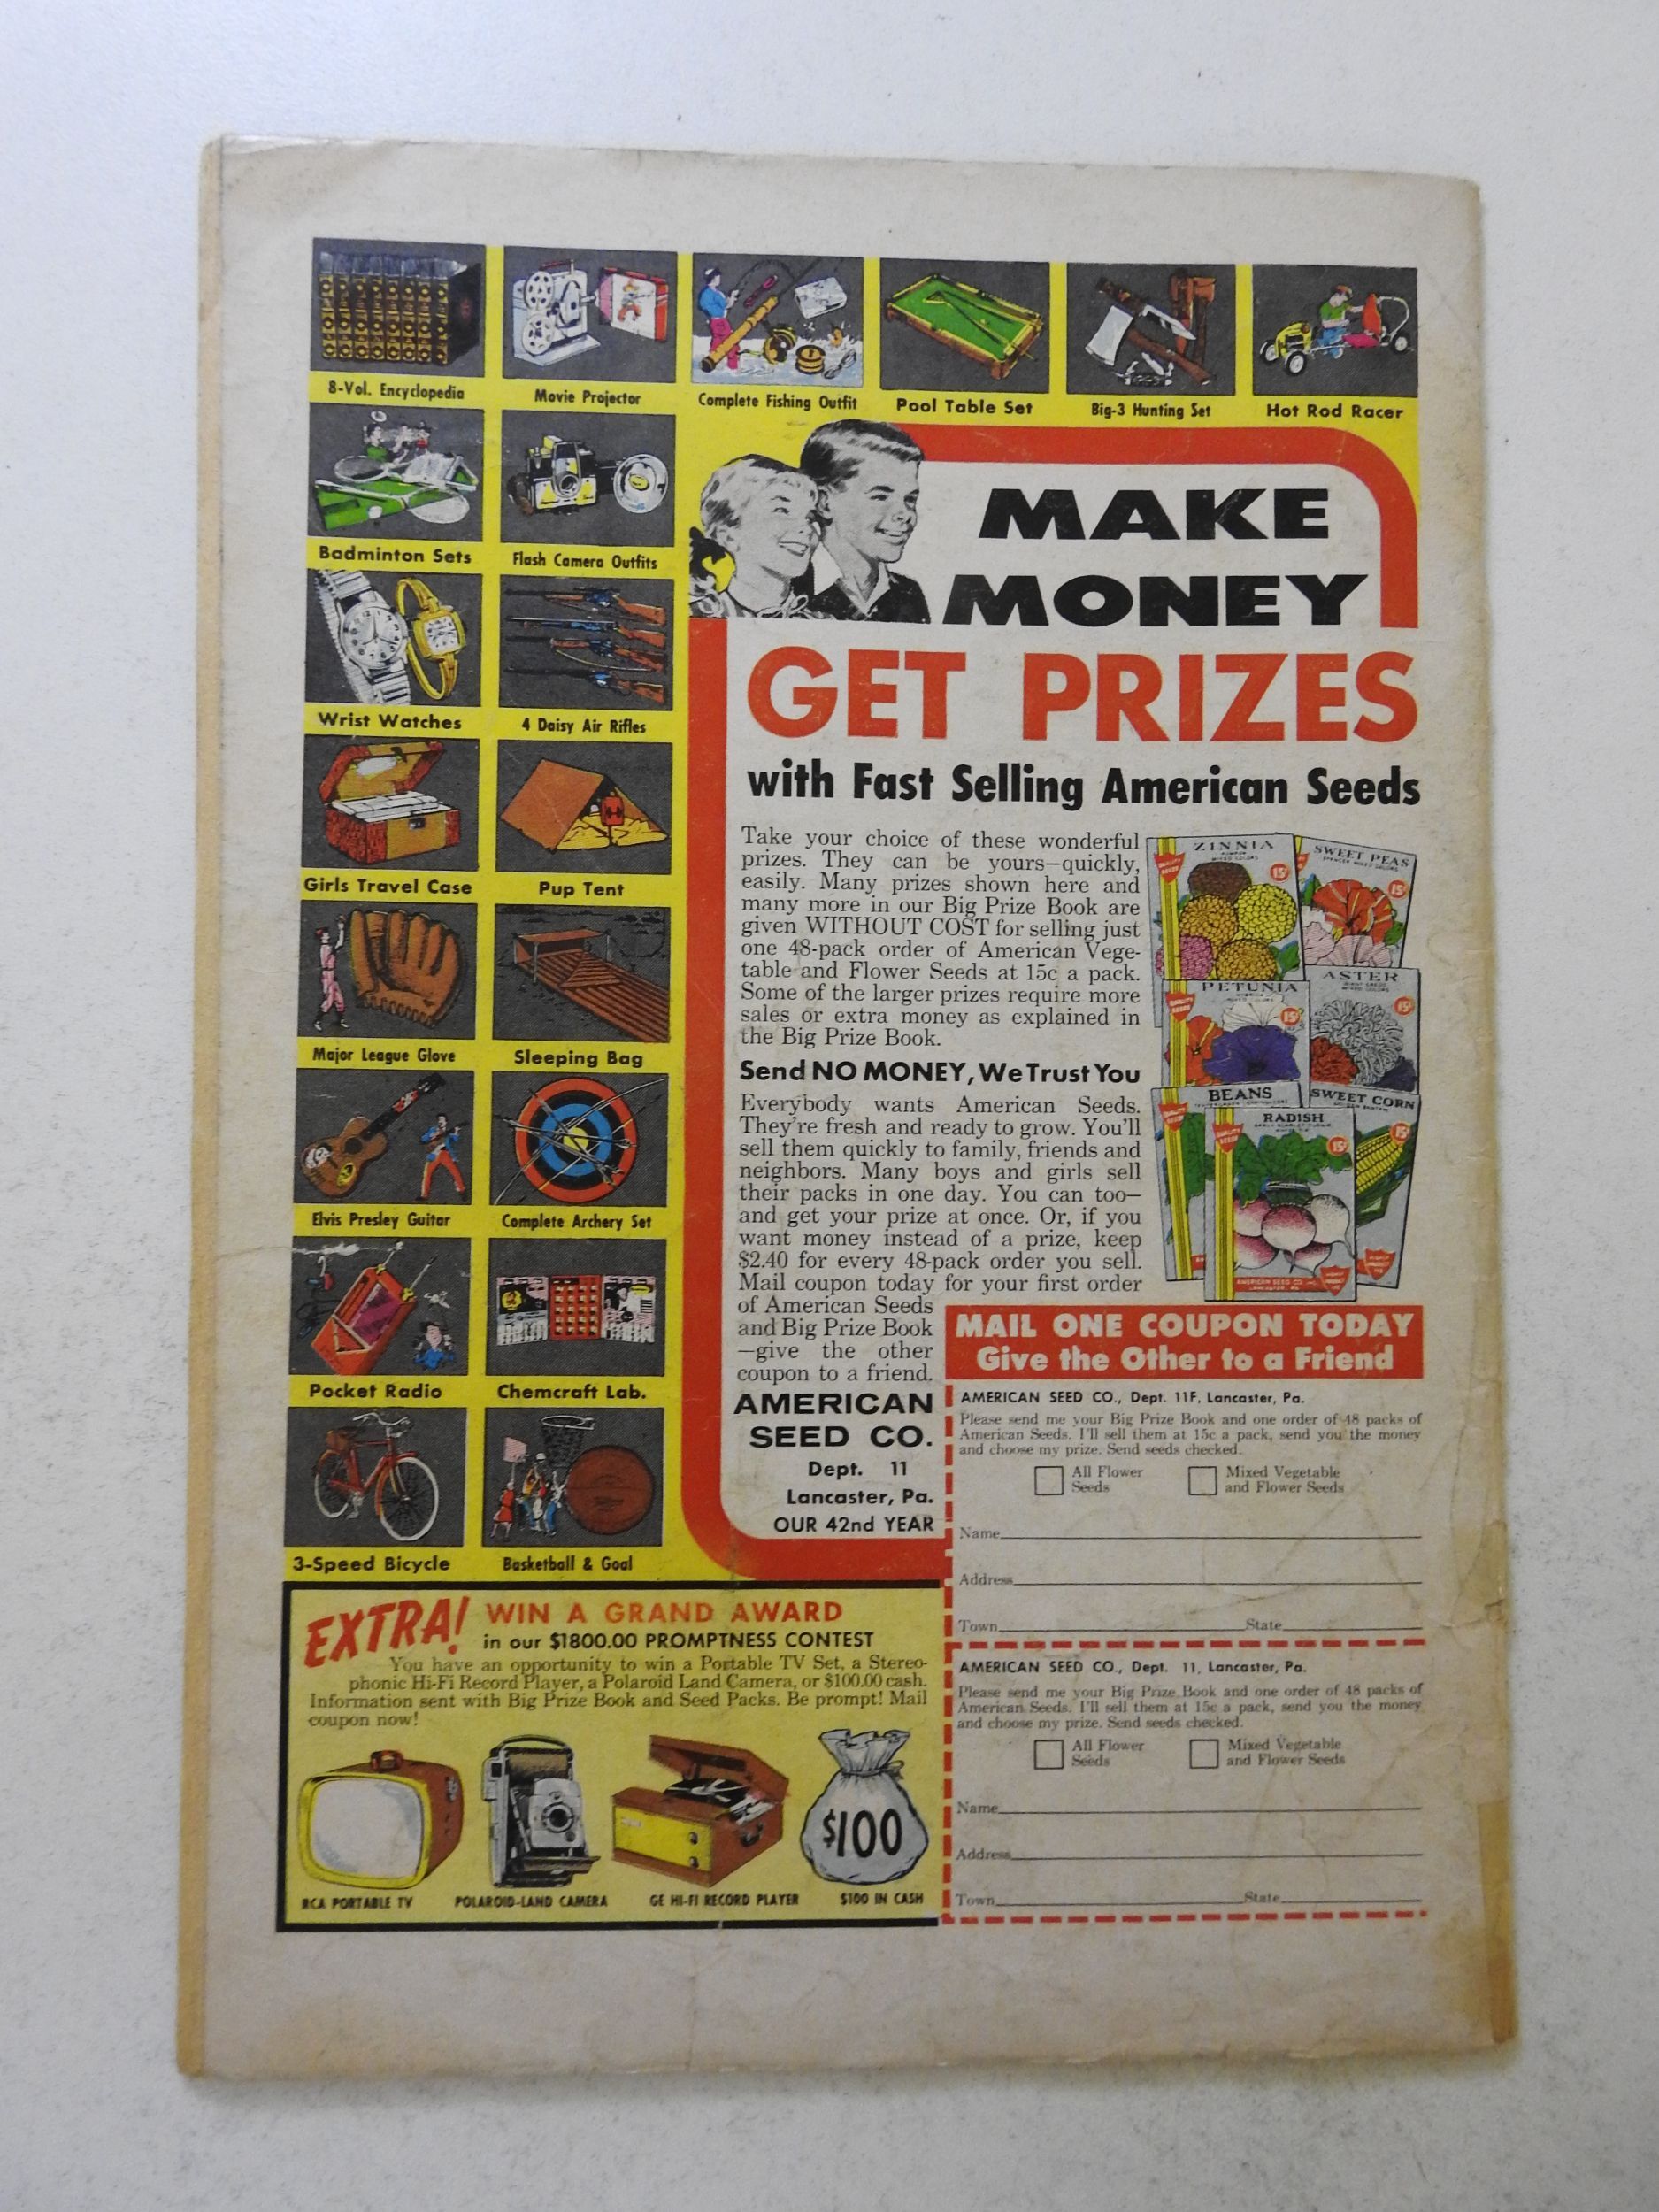 8-Vol. Encyclopedia
Movie Projector
Complete Fishing Outfit
Pool Table Set
Big-3 Hunting Set
Hot Rod Racer
Badminton Sets
Flash Camera Outfits
Wrist Watches
4 Daisy Air Rifles
Girls Travel Case
Pup Tent
Major League Glove
Sleeping Bag
Elvis Presley Guitar
Complete Archery Set
Pocket Radio
Chemcraft Lab.
3-Speed Bicycle
Basketball & Goal
MAKE
MONEY
GET PRIZES
with Fast Selling American Seeds
Take your choice of these wonderful
prizes. They can be yours—quickly,
easily. Many prizes shown here and
many more in our Big Prize Book are
given WITHOUT COST for selling just
one 48-pack order of American Vege-
table and Flower Seeds at 15c a pack.
Some of the larger prizes require more
sales or extra money as explained in
the Big Prize Book.
Send NO MONEY, We Trust You
Everybody wants American Seeds.
They're fresh and ready to grow. You'll
sell them quickly to family, friends and
neighbors. Many boys and girls sell
their packs in one day. You can too—
and get your prize at once. Or, if you
want money instead of a prize, keep
$2.40 for every 48-pack order you sell.
Mail coupon today for your first order
of American Seeds
and Big Prize Book
—give the other
coupon to a friend.
AMERICAN
SEED CO.
Dept. 11
Lancaster, Pa.
OUR 42nd YEAR
ZINNIA
MIXED COLORS
15¢
SWEET PEAS
15¢
PETUNIA
15¢
ASTER
15¢
BEANS
SWEET CORN
15¢
RADISH
15¢
AMERICAN SEED CO.
LANCASTER, PA.
MAIL ONE COUPON TODAY
Give the Other to a Friend
AMERICAN SEED CO., Dept. 11F, Lancaster, Pa.
Please send me your Big Prize Book and one order of 48 packs of
American Seeds. I'll sell them at 15c a pack, send you the money
and choose my prize. Send seeds checked.
All Flower
Seeds
Mixed Vegetable
and Flower Seeds
Name
Address
Town State
AMERICAN SEED CO., Dept. 11, Lancaster, Pa.
Please send me your Big Prize Book and one order of 48 packs of
American Seeds. I'll sell them at 15c a pack, send you the money
and choose my prize. Send seeds checked.
All Flower
Seeds
Mixed Vegetable
and Flower Seeds
Name
Address
Town State
EXTRA! WIN A GRAND AWARD
in our $1800.00 PROMPTNESS CONTEST
You have an opportunity to win a Portable TV Set, a Stereo-
phonic Hi-Fi Record Player, a Polaroid Land Camera, or $100.00 cash.
Information sent with Big Prize Book and Seed Packs. Be prompt! Mail
coupon now!
$100
RCA PORTABLE TV
POLAROID-LAND CAMERA
GE HI-FI RECORD PLAYER
$100 IN CASH